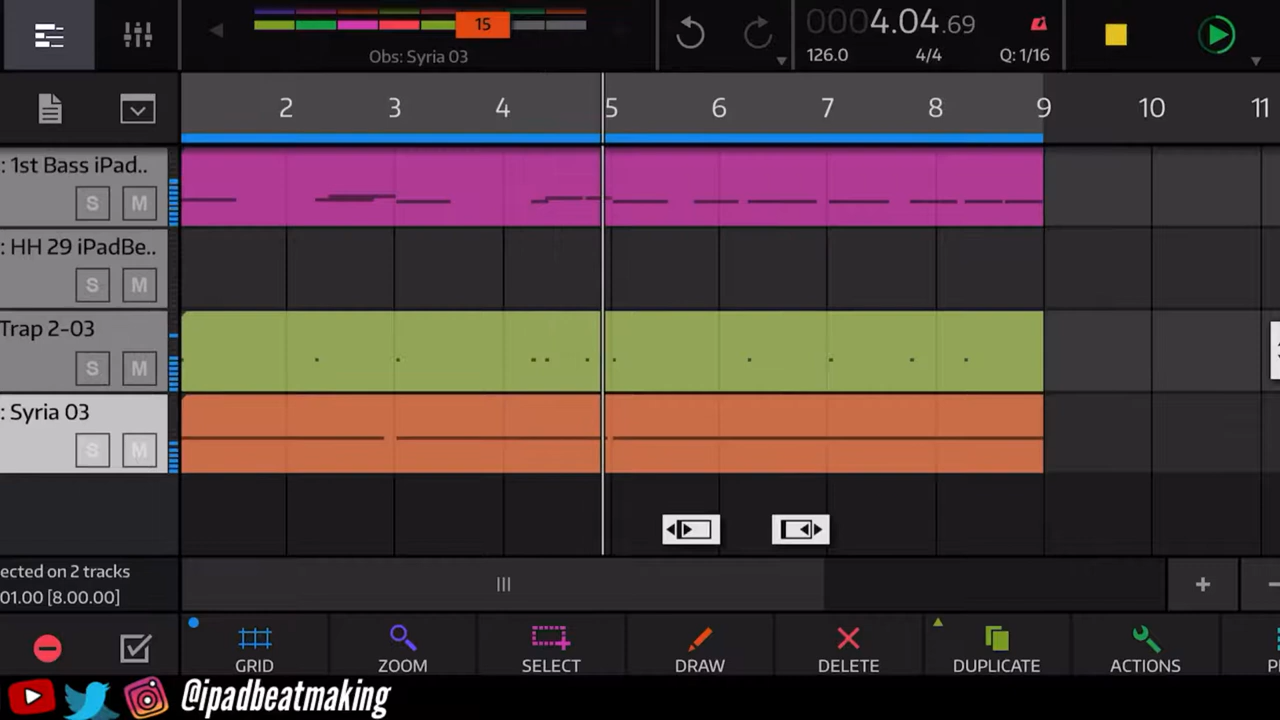 15
Obs: Syria 03
0004.04.69
126.0
4/4
Q: 1/16
2 3 4 5 6 7 8 9 10 11
: 1st Bass iPad..
S M
: HH 29 iPadBe..
S M
Trap 2-03
S M
: Syria 03
S M
ected on 2 tracks
01.00 [8.00.00]
GRID
ZOOM
SELECT
DRAW
DELETE
DUPLICATE
ACTIONS
@ipadbeatmaking